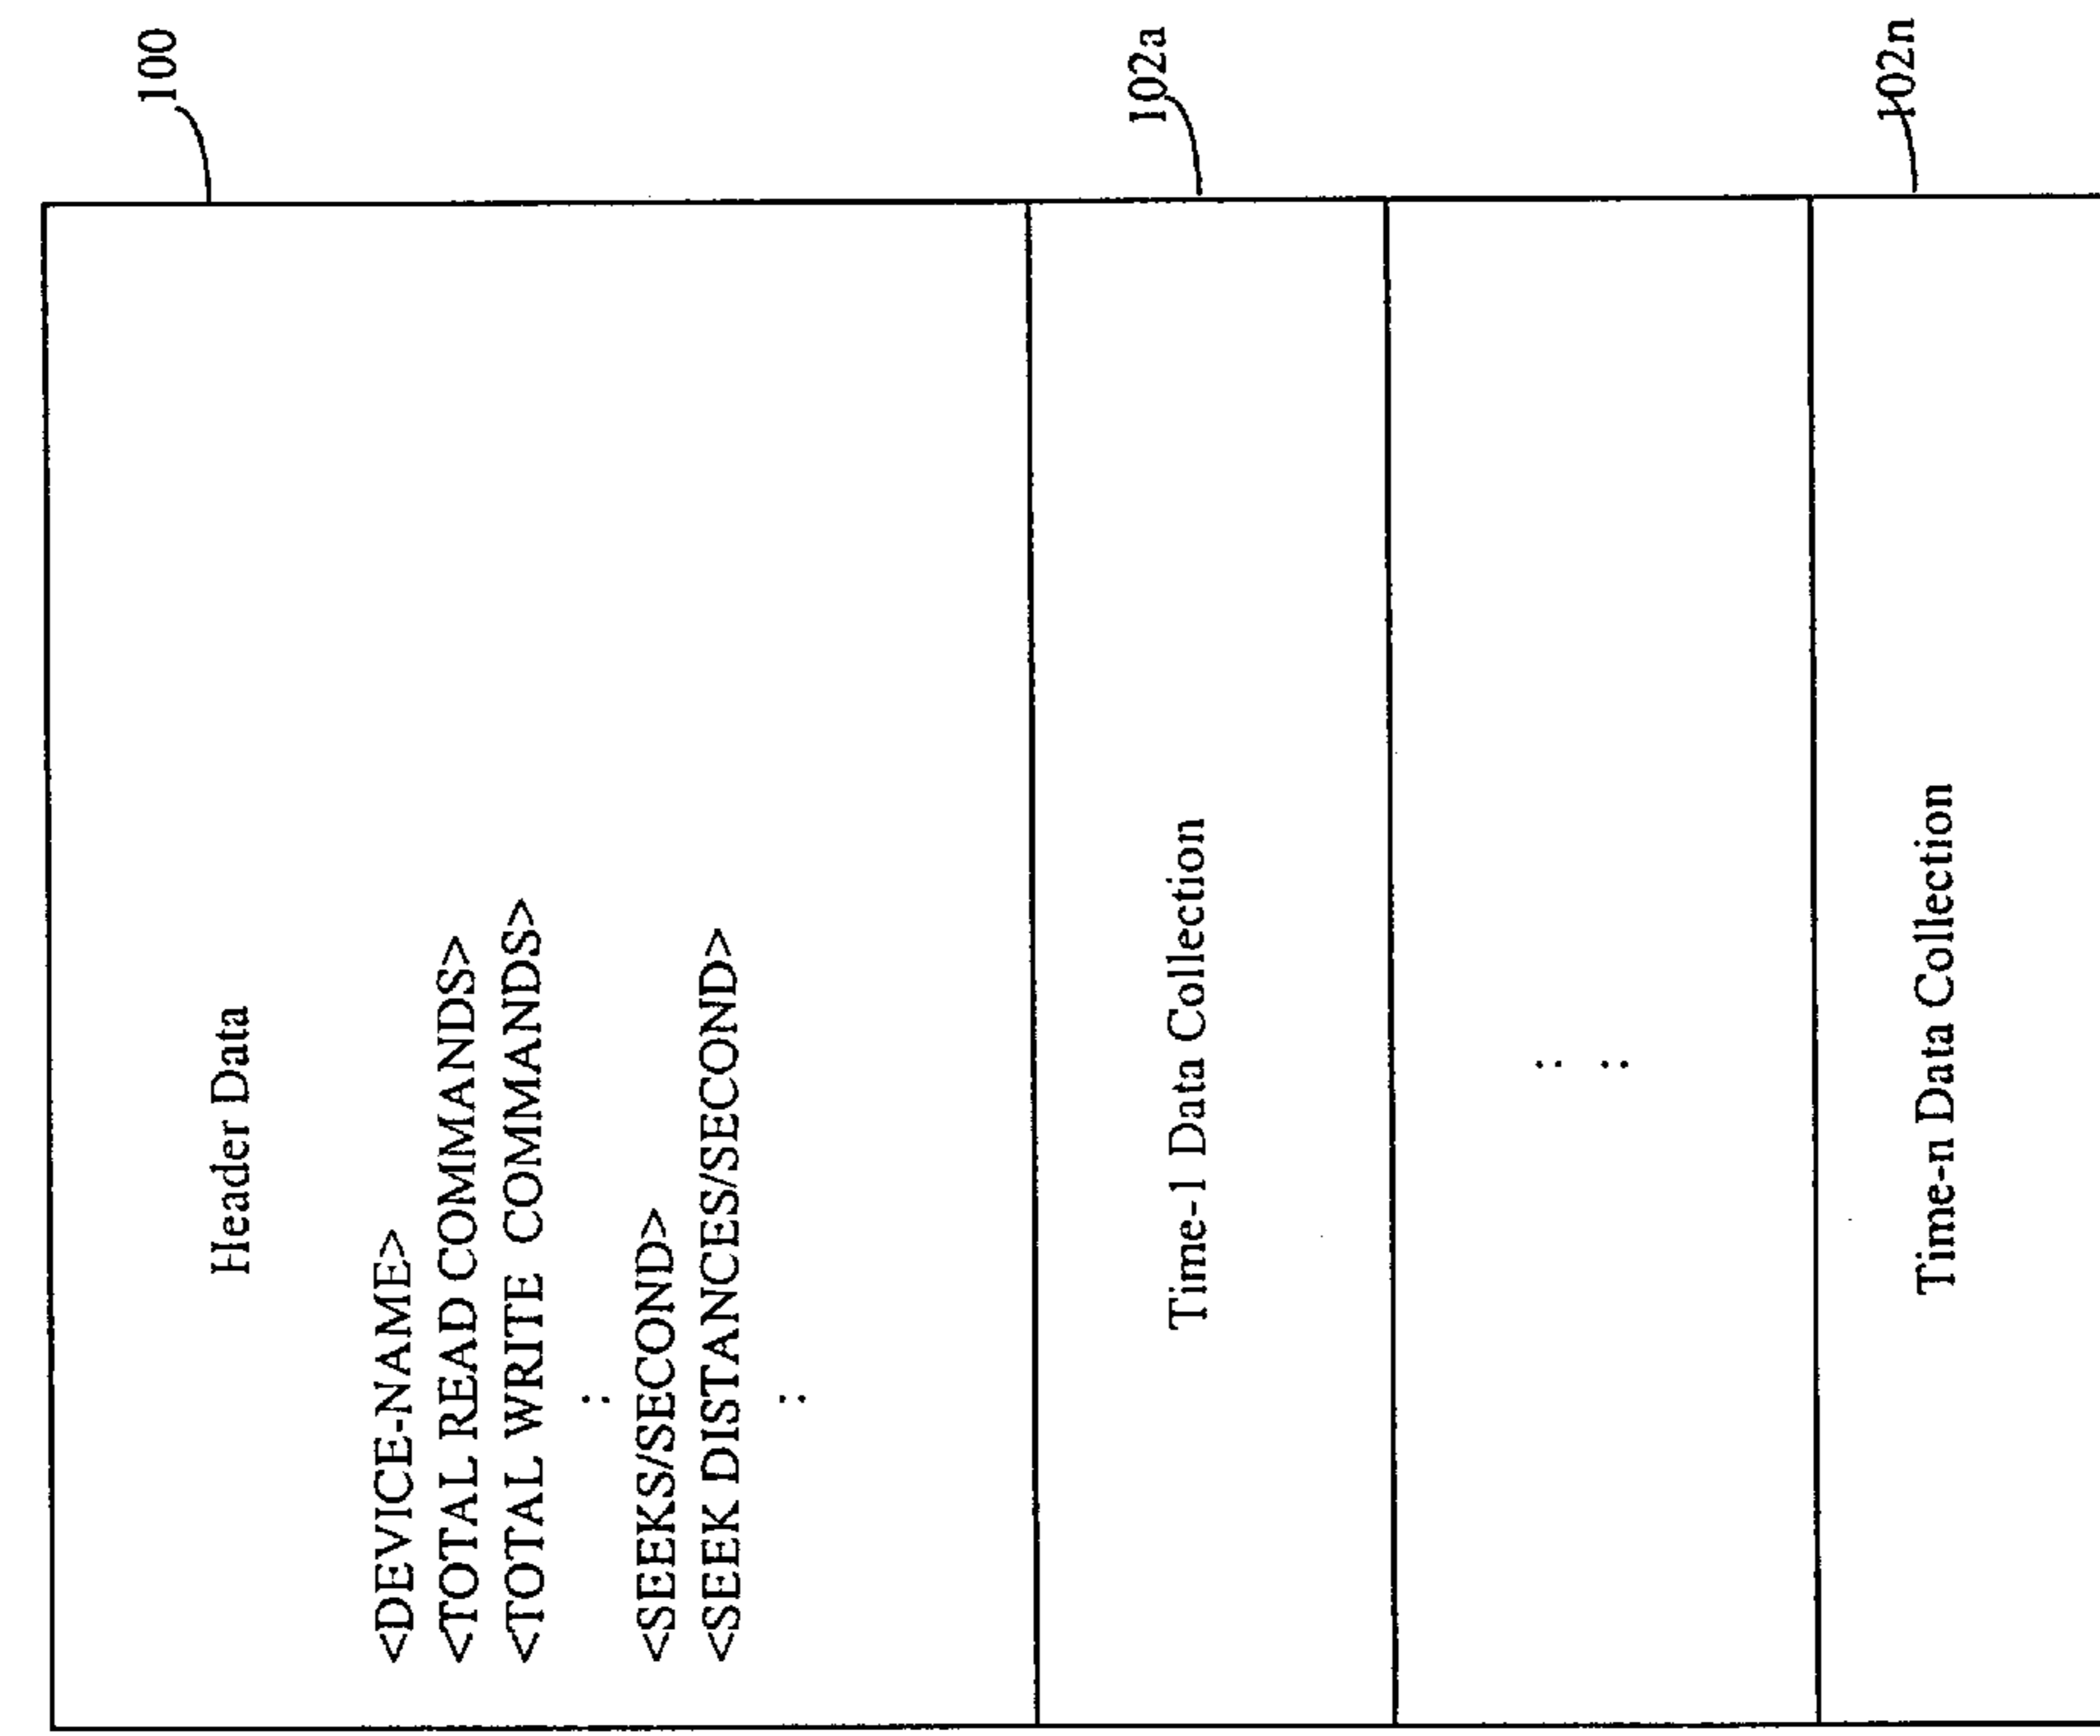 100
Header Data
<DEVICE-NAME>
<TOTAL READ COMMANDS>
<TOTAL WRITE COMMANDS>
:
<SEEKS/SECOND>
<SEEK DISTANCES/SECOND>
:
102a
Time-1 Data Collection
: :
102n
Time-n Data Collection